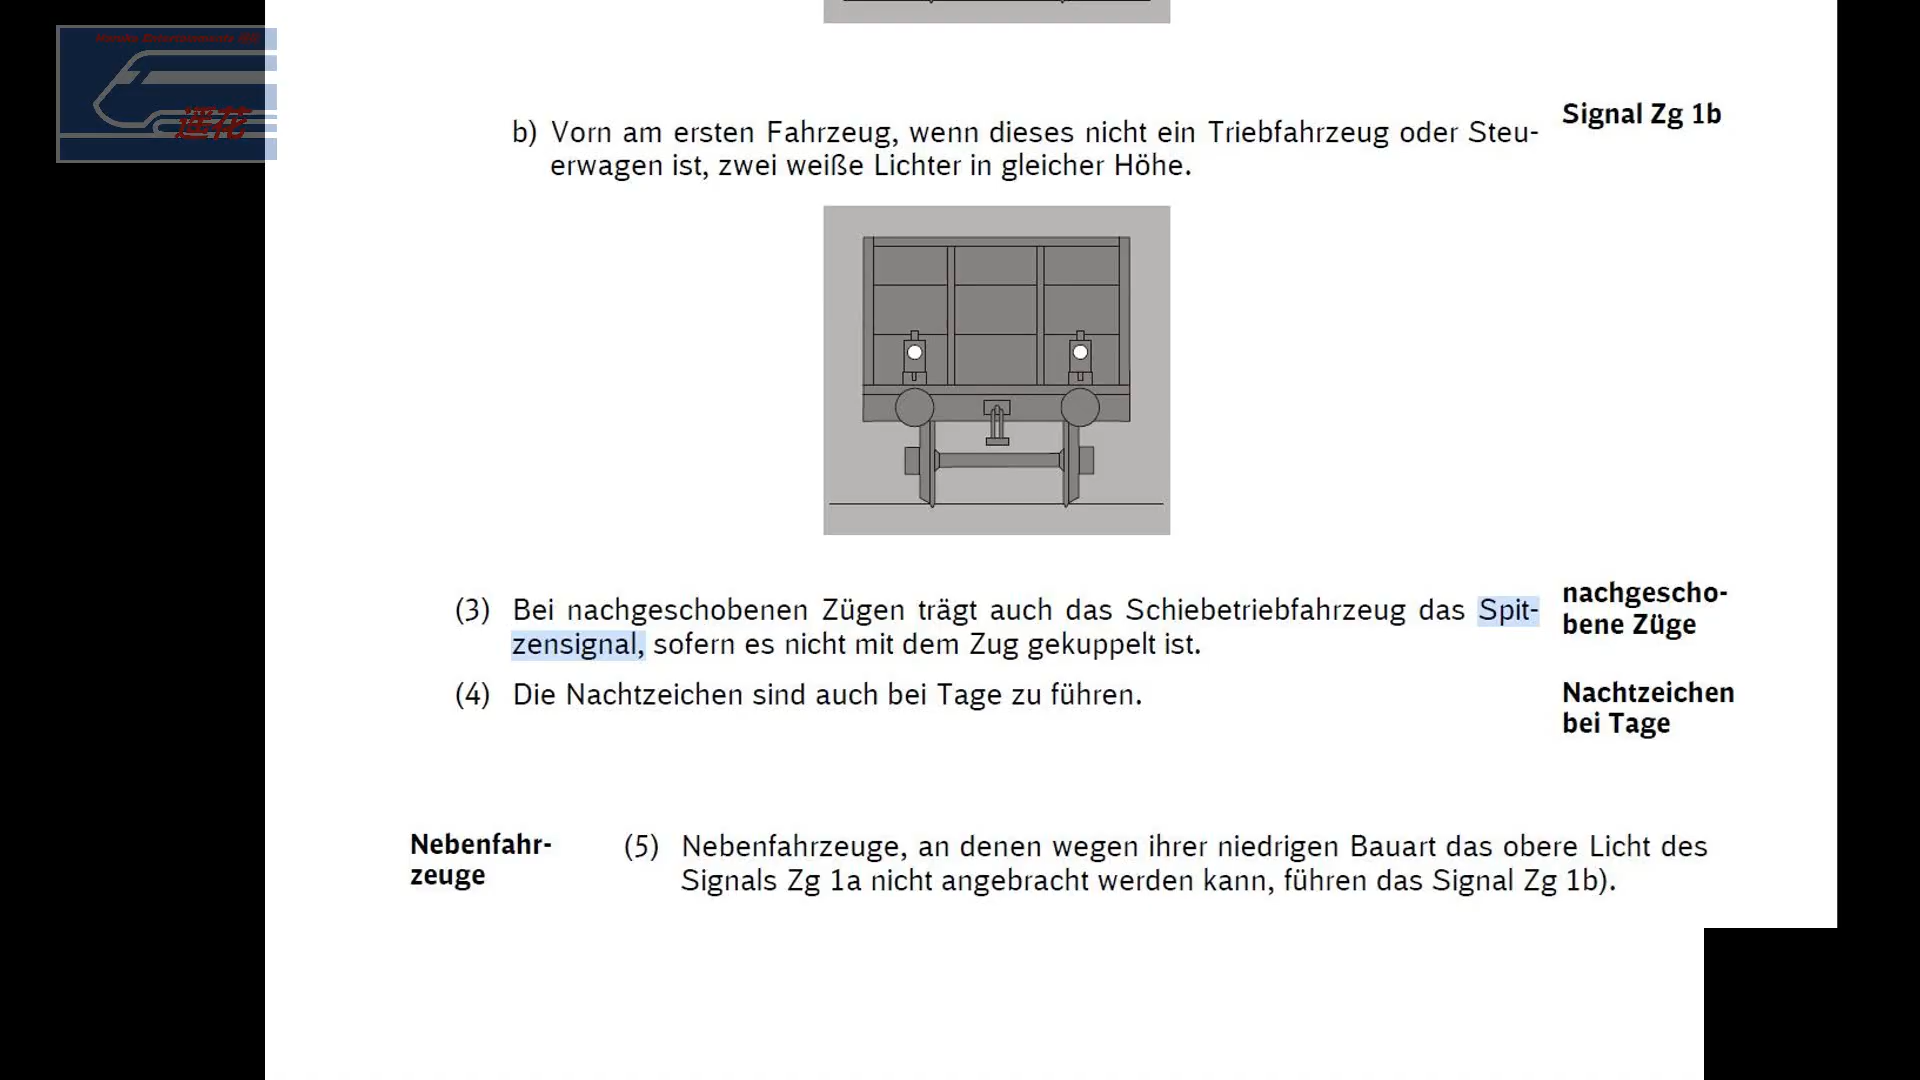 b) Vorn am ersten Fahrzeug, wenn dieses nicht ein Triebfahrzeug oder Steu-
erwagen ist, zwei weiße Lichter in gleicher Höhe.
Signal Zg 1b
(3) Bei nachgeschobenen Zügen trägt auch das Schiebetriebfahrzeug das Spit-
zensignal, sofern es nicht mit dem Zug gekuppelt ist.
nachgescho-
bene Züge
(4) Die Nachtzeichen sind auch bei Tage zu führen.
Nachtzeichen
bei Tage
Nebenfahr-
zeuge
(5) Nebenfahrzeuge, an denen wegen ihrer niedrigen Bauart das obere Licht des
Signals Zg 1a nicht angebracht werden kann, führen das Signal Zg 1b).